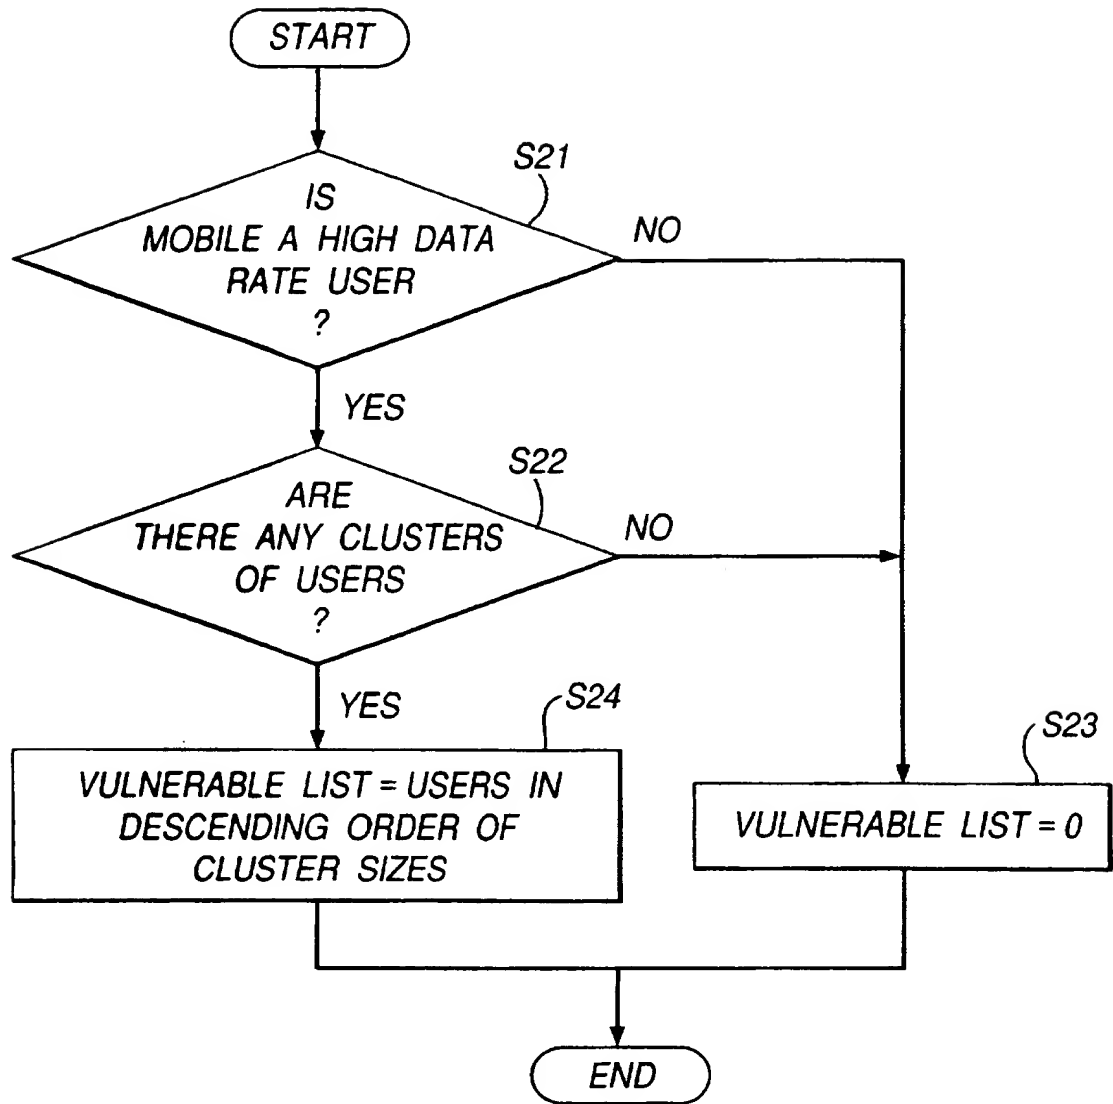 START
S21
IS
MOBILE A HIGH DATA
RATE USER
?
NO
YES
S22
ARE
THERE ANY CLUSTERS
OF USERS
?
NO
YES
S24
VULNERABLE LIST = USERS IN
DESCENDING ORDER OF
CLUSTER SIZES
S23
VULNERABLE LIST = 0
END